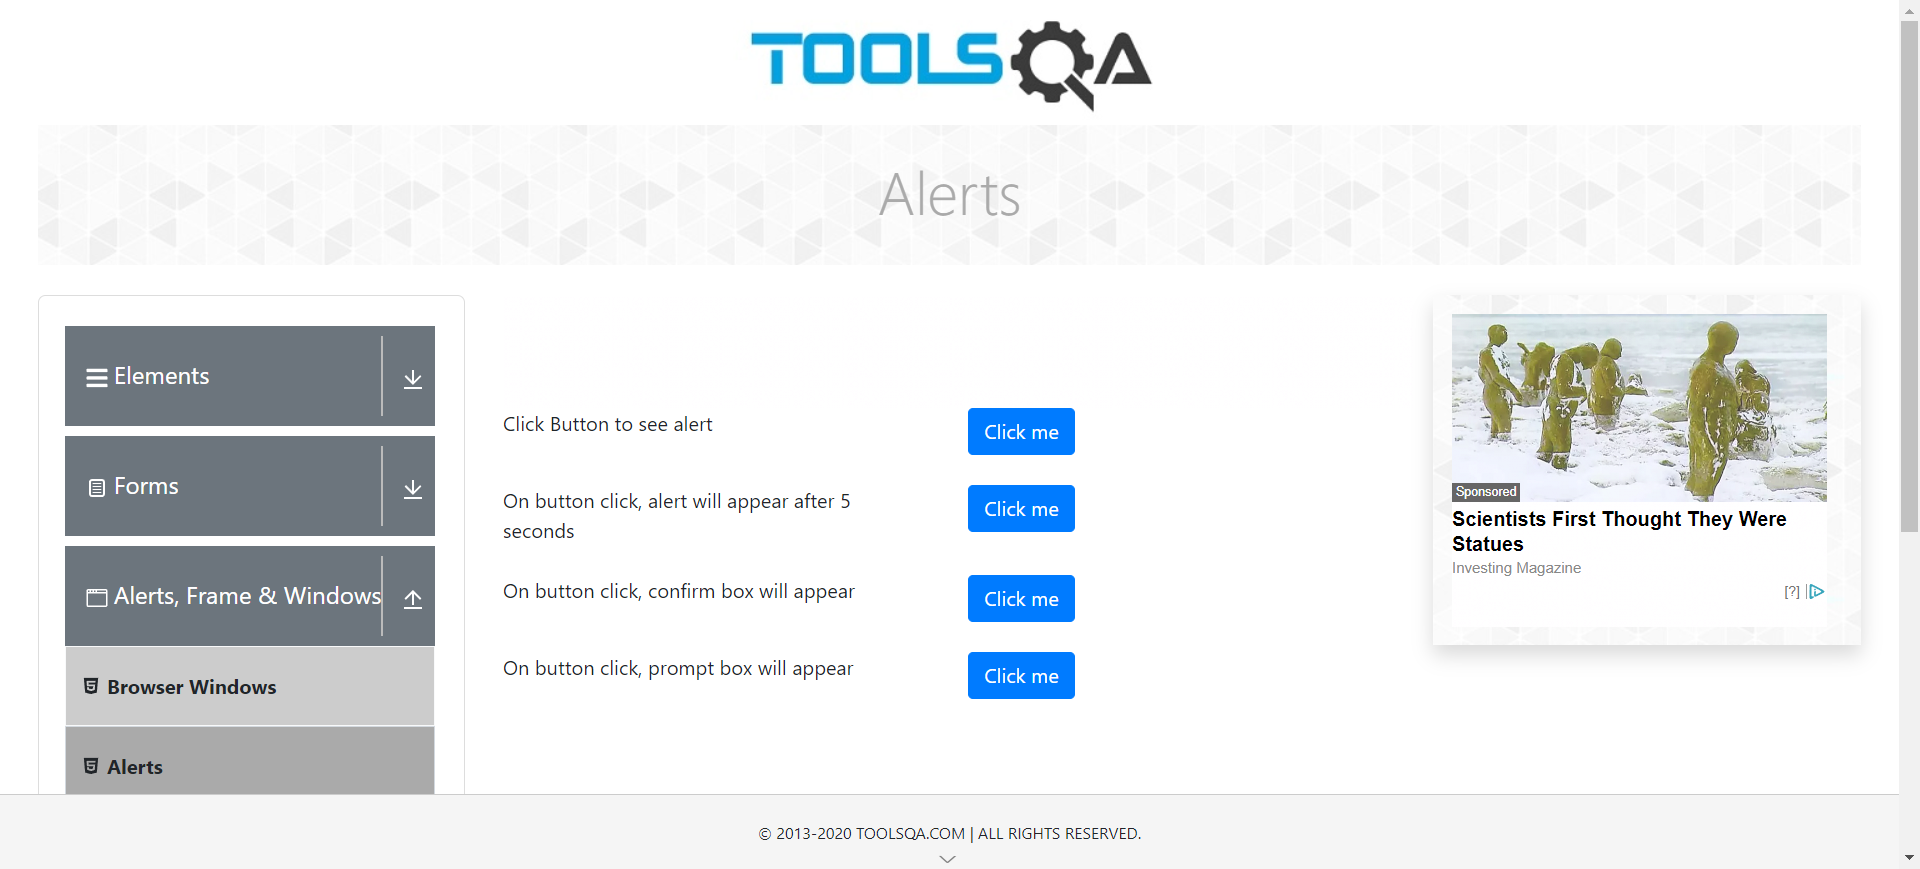 TOOLSQA
Alerts
Elements
Forms
Alerts, Frame & Windows
Browser Windows
Alerts
Click Button to see alert
Click me
On button click, alert will appear after 5
seconds
Click me
On button click, confirm box will appear
Click me
On button click, prompt box will appear
Click me
Sponsored
Scientists First Thought They Were
Statues
Investing Magazine
[?]
© 2013-2020 TOOLSQA.COM | ALL RIGHTS RESERVED.